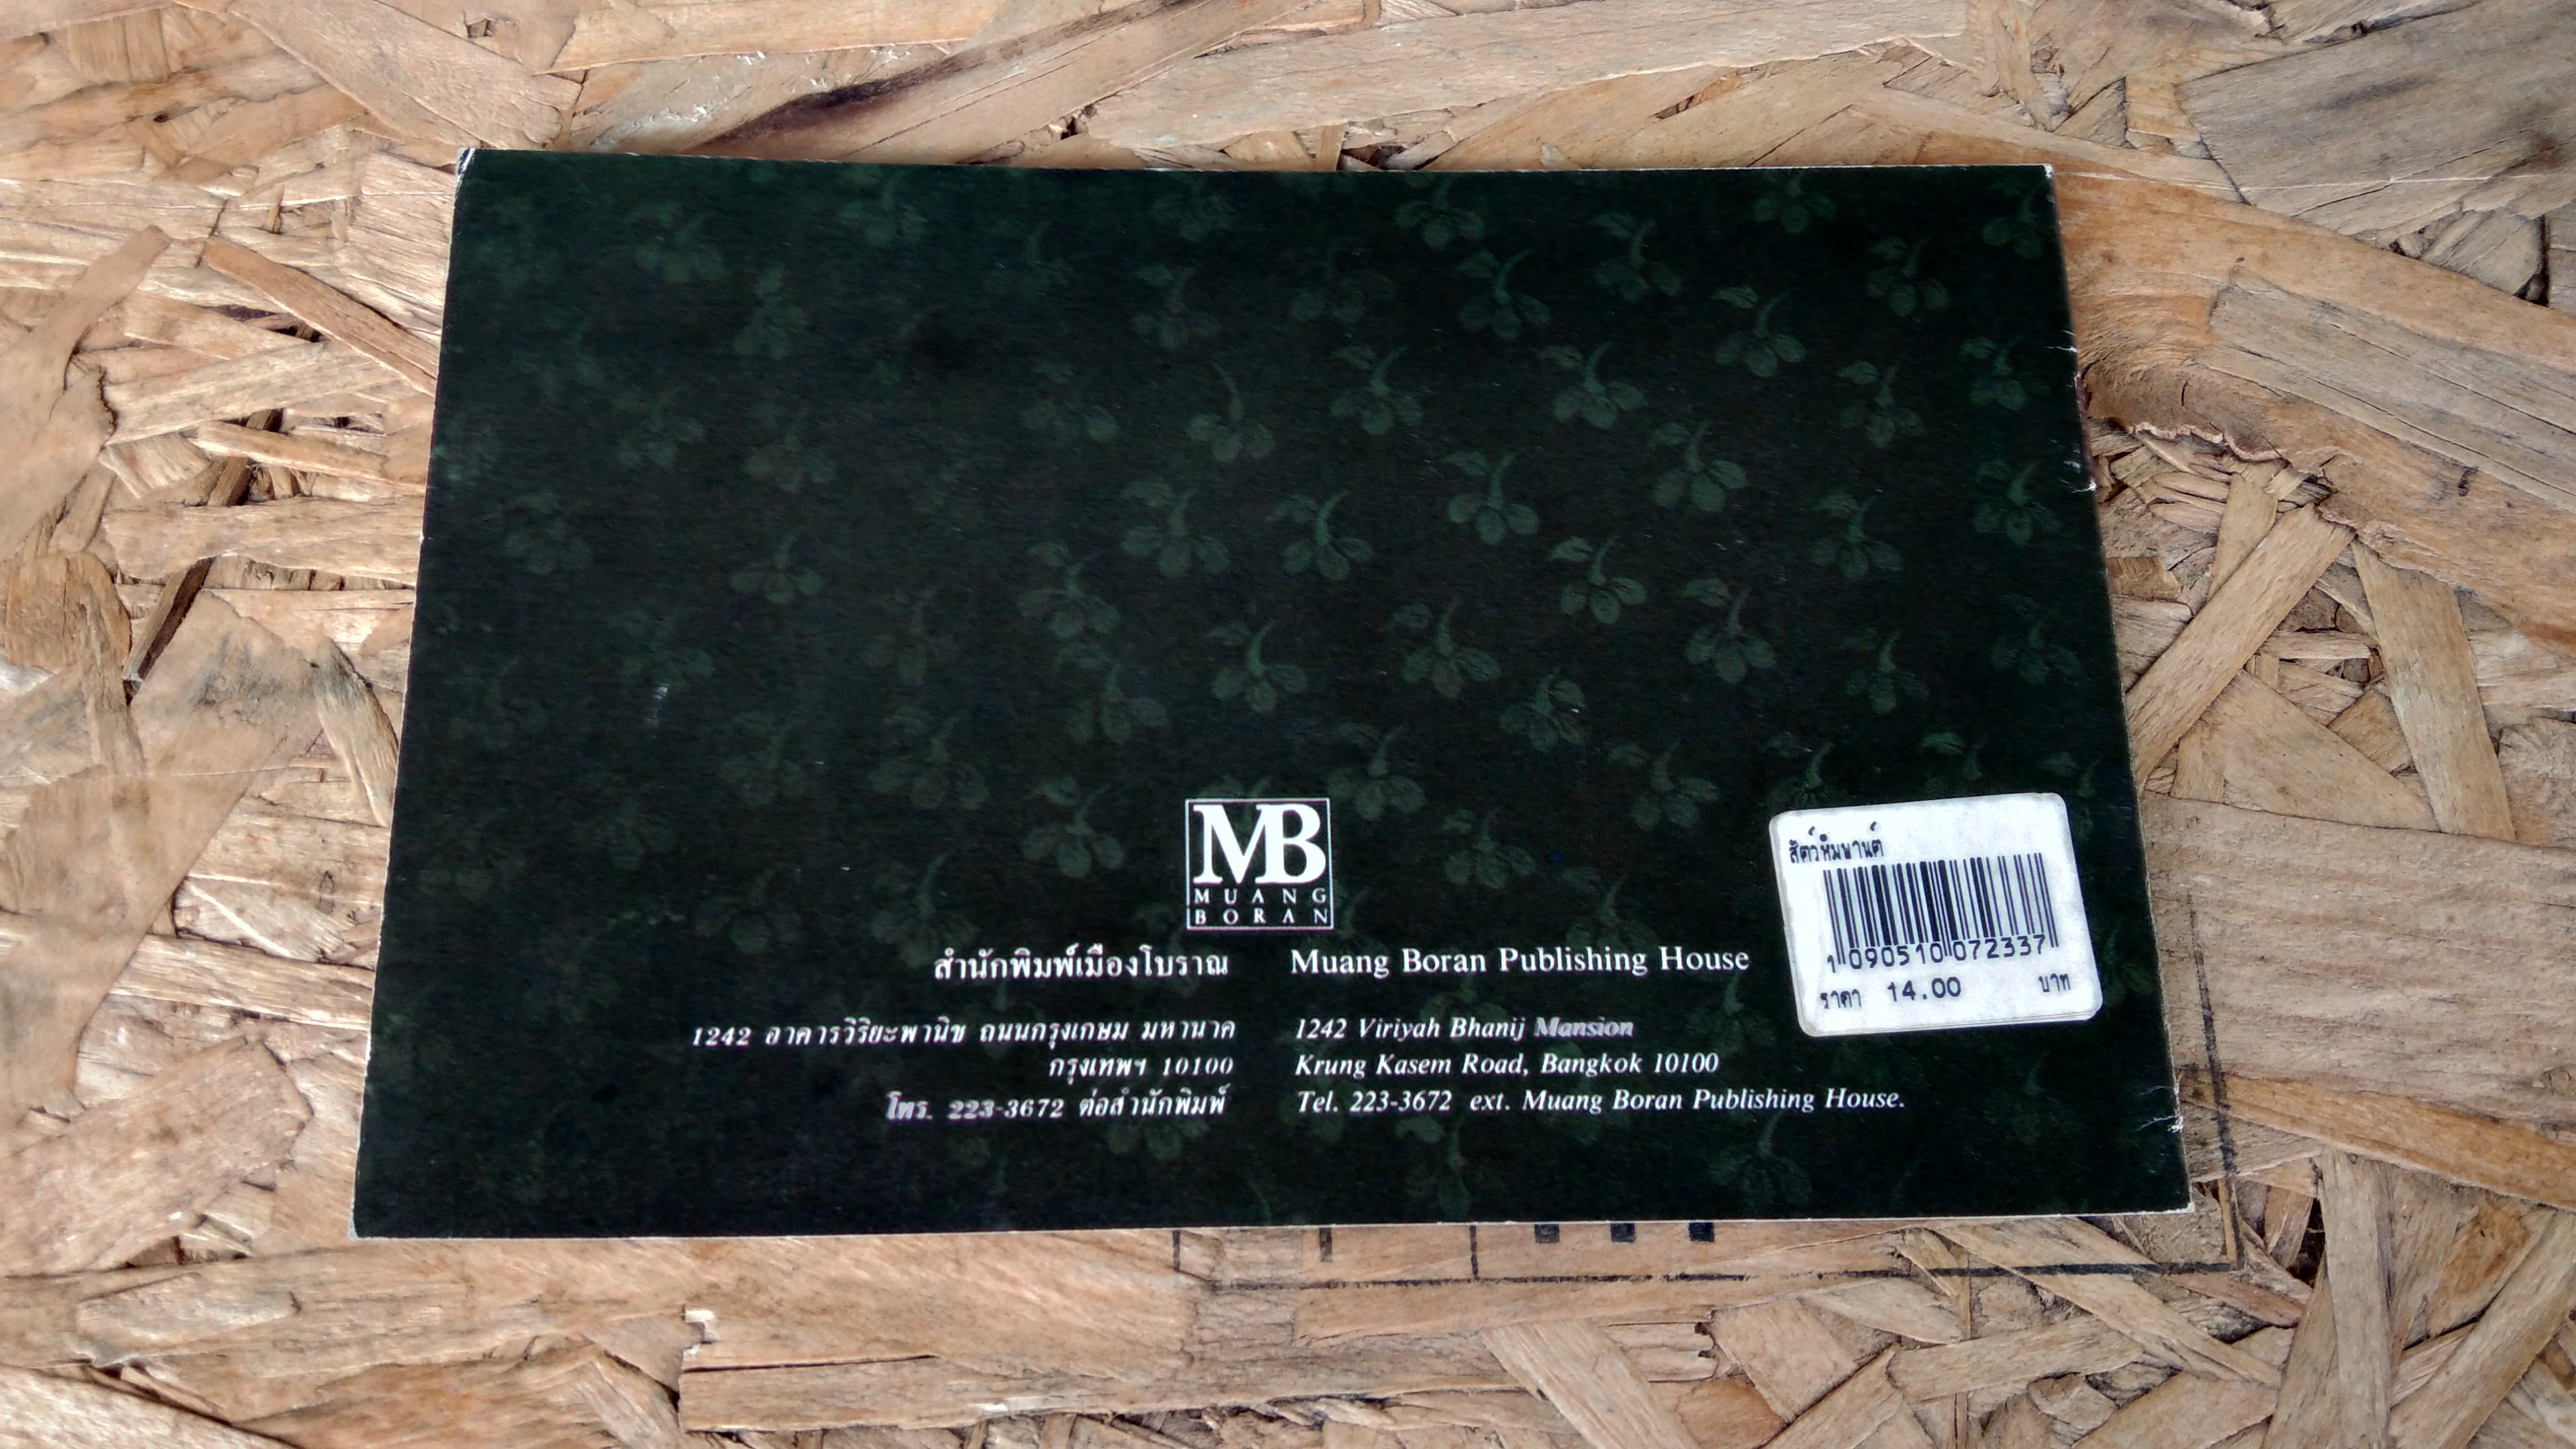 MB
MUANG
BORAN
สำนักพิมพ์เมืองโบราณ
1242 อาคารวิริยะพานิช ถนนกรุงเกษม มหานาค
กรุงเทพฯ 10100
โทร. 223-3672 ต่อสำนักพิมพ์
Muang Boran Publishing House
1242 Viriyah Bhanij Mansion
Krung Kasem Road, Bangkok 10100
Tel. 223-3672 ext. Muang Boran Publishing House.
สัตว์หิมพานต์
1 090510 072337
ราคา 14.00 บาท